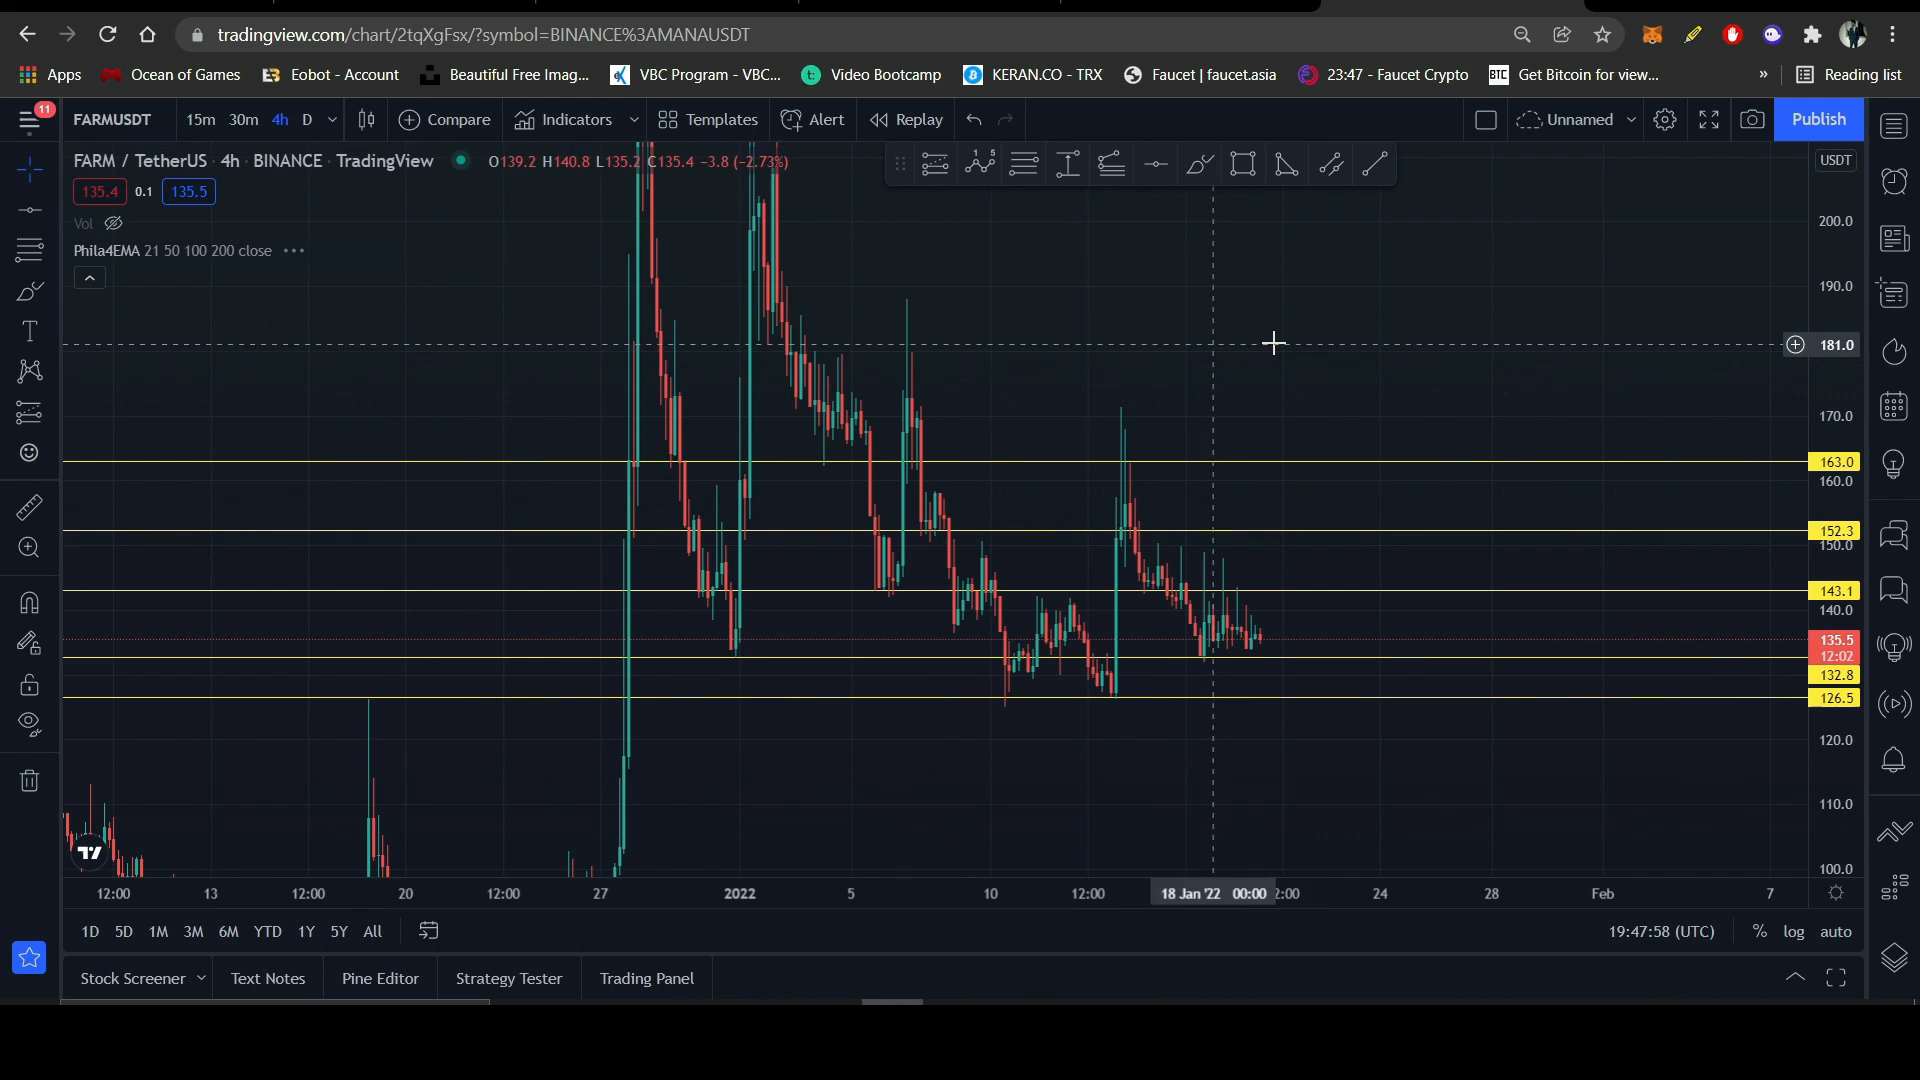 tradingview.com/chart/2tqXgFsx/?symbol=BINANCE%3AMANAUSDT
Apps Ocean of Games Eobot - Account Beautiful Free Imag... VBC Program - VBC... Video Bootcamp KERAN.CO - TRX Faucet | faucet.asia 23:47 - Faucet Crypto BTC Get Bitcoin for view... » Reading list
11 FARMUSDT 15m 30m 4h D Compare Indicators Templates Alert Replay Unnamed Publish
FARM / TetherUS · 4h · BINANCE · TradingView O139.2 H140.8 L135.2 C135.4 −3.8 (−2.73%) USDT
135.4 0.1 135.5
Vol
Phila4EMA 21 50 100 200 close
200.0
190.0
181.0
170.0
163.0
160.0
152.3
150.0
143.1
140.0
135.5
12:02
132.8
126.5
120.0
110.0
100.0
12:00 13 12:00 20 12:00 27 2022 5 10 12:00 18 Jan '22 00:00 2:00 24 28 Feb 7
1D 5D 1M 3M 6M YTD 1Y 5Y All 19:47:58 (UTC) % log auto
Stock Screener Text Notes Pine Editor Strategy Tester Trading Panel